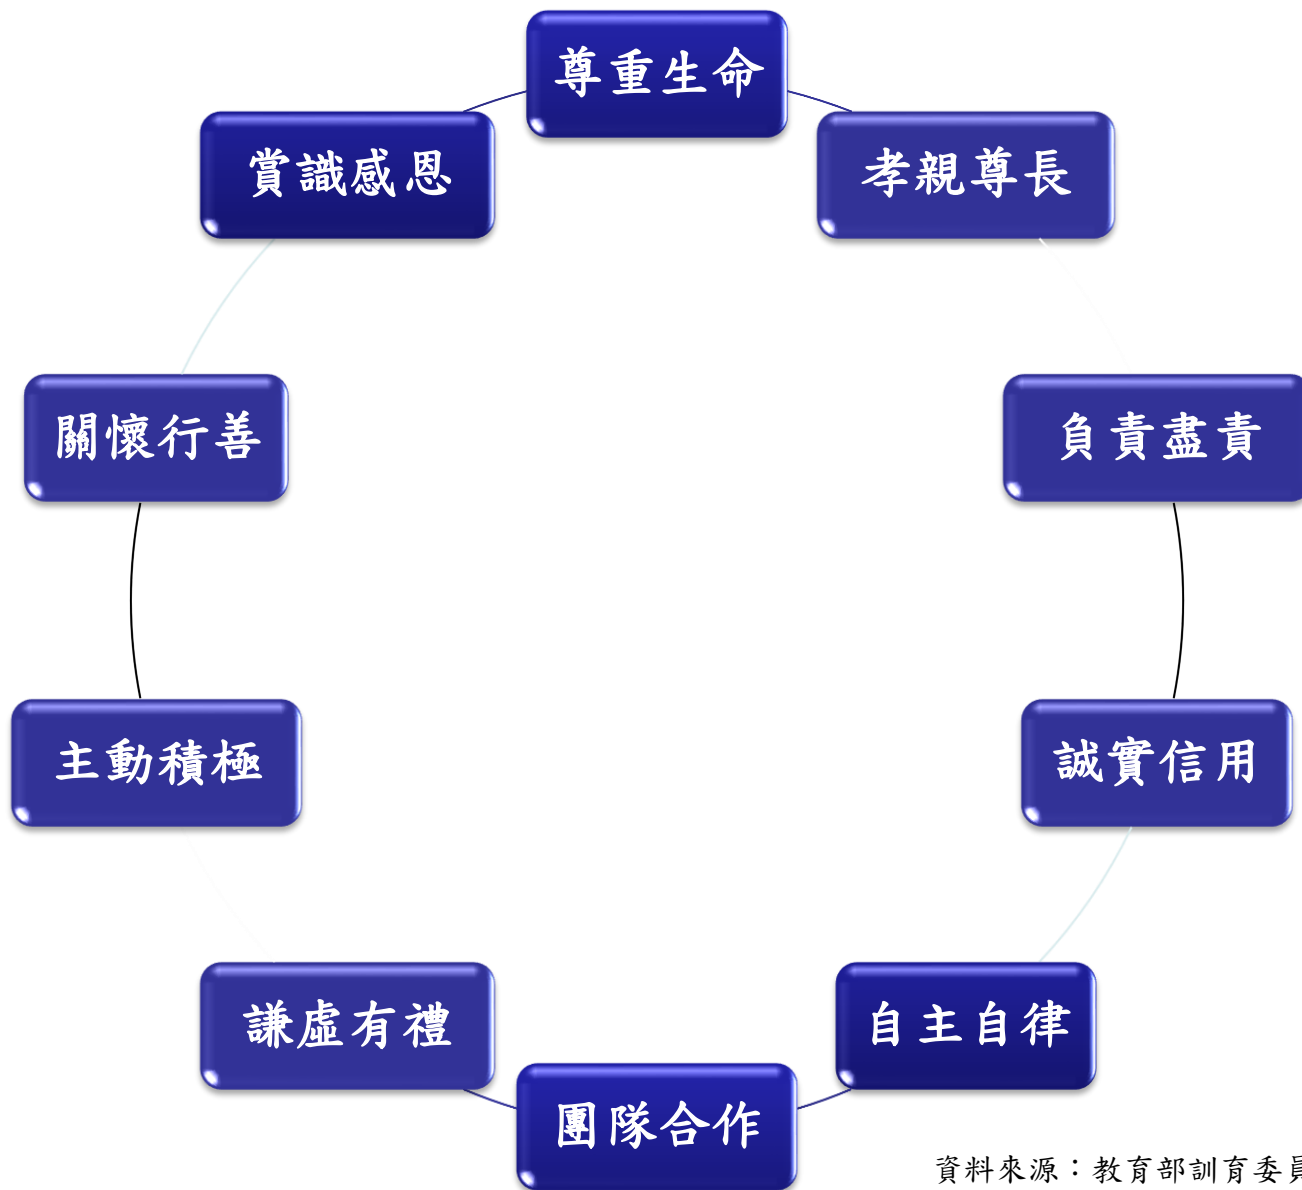 尊重生命
孝親尊長
負責盡責
誠實信用
自主自律
團隊合作
謙虛有禮
主動積極
關懷行善
賞識感恩
資料來源：教育部訓育委員